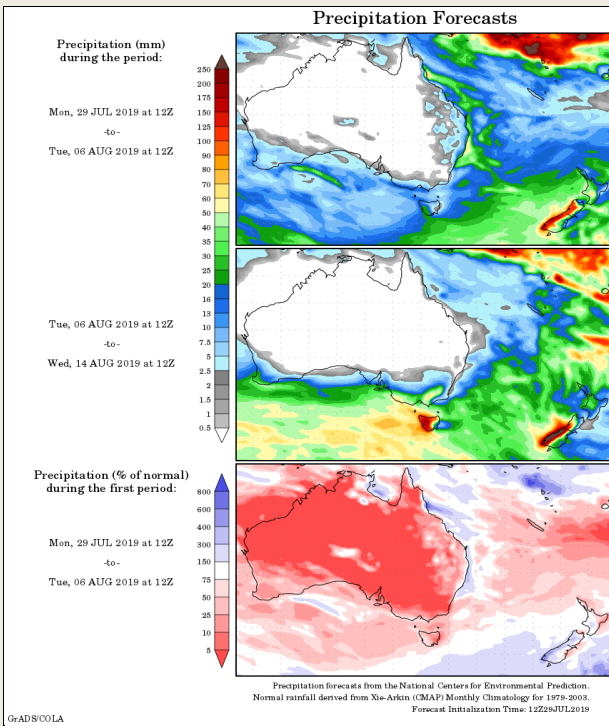 Precipitation Forecasts
Precipitation (mm)
during the period:
Mon, 29 JUL 2019 at 12Z
-to-
Tue, 06 AUG 2019 at 12Z
250
200
175
150
125
100
90
80
70
60
50
40
35
30
25
20
16
13
10
7.5
5
2.5
2
1.5
1
0.5
Tue, 06 AUG 2019 at 12Z
-to-
Wed, 14 AUG 2019 at 12Z
Precipitation (% of normal)
during the first period:
Mon, 29 JUL 2019 at 12Z
-to-
Tue, 06 AUG 2019 at 12Z
800
600
400
300
150
75
50
25
10
5
Precipitation forecasts from the National Centers for Environmental Prediction.
Normal rainfall derived from Xie-Arkin (CMAP) Monthly Climatology for 1979-2003.
Forecast Initialization Time: 12Z29JUL2019
GrADS/COLA